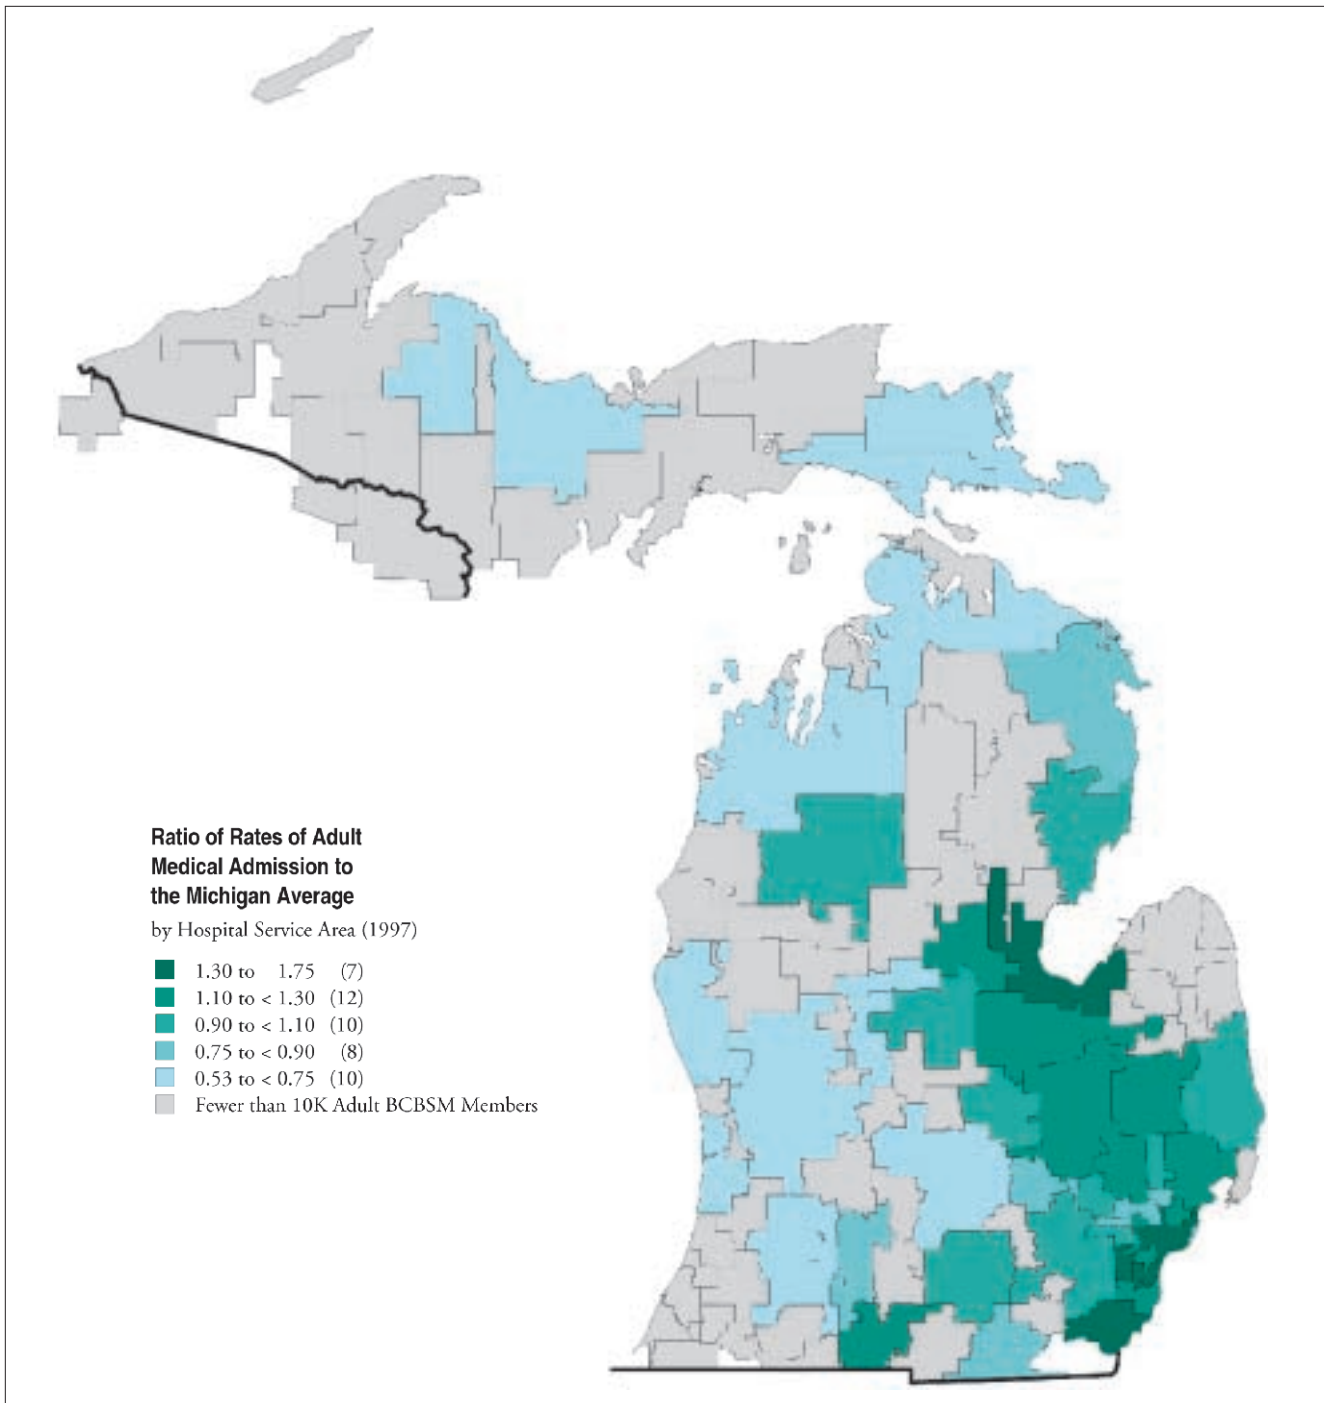 Ratio of Rates of Adult
Medical Admission to
the Michigan Average
by Hospital Service Area (1997)
1.30 to 1.75 (7)
1.10 to < 1.30 (12)
0.90 to < 1.10 (10)
0.75 to < 0.90 (8)
0.53 to < 0.75 (10)
Fewer than 10K Adult BCBSM Members